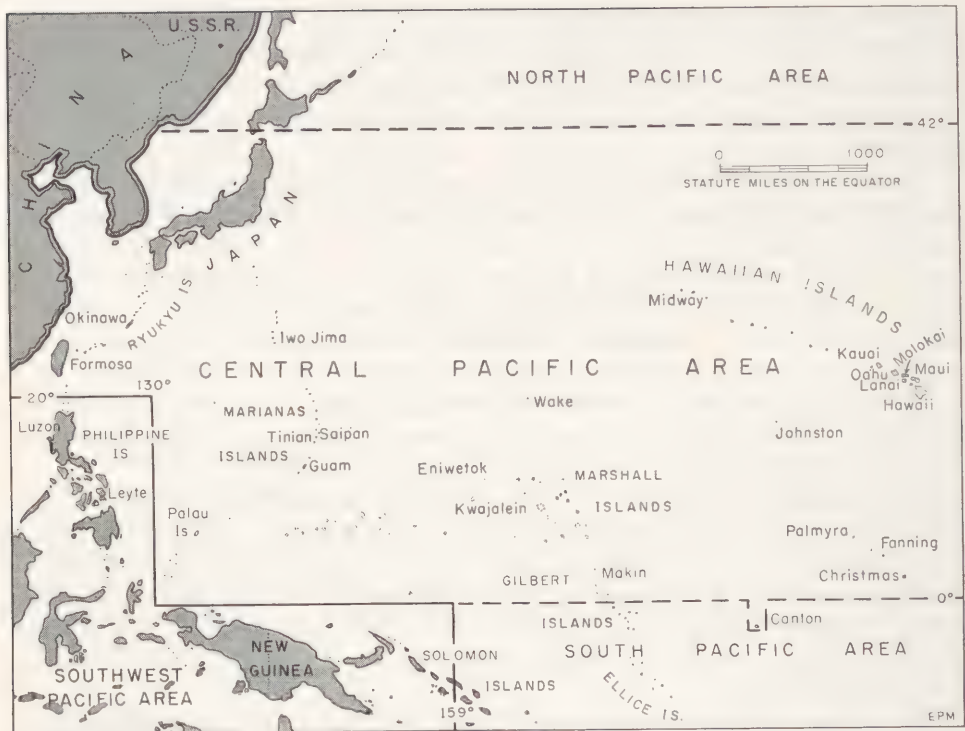 U.S.S.R.
CHINA
NORTH PACIFIC AREA
42°
0 1000
STATUTE MILES ON THE EQUATOR
JAPAN
RYUKYU IS
HAWAIIAN ISLANDS
Midway
Okinawa
Iwo Jima
Formosa
Kauai
Molokai
Oahu
Maui
Lanai
Hawaii
CENTRAL PACIFIC AREA
130°
20°
Wake
MARIANAS
ISLANDS
Tinian
Saipan
Guam
Johnston
Luzon
PHILIPPINE
IS
Leyte
Eniwetok
MARSHALL
ISLANDS
Kwajalein
Palau
Is
Palmyra
Fanning
Christmas
GILBERT
ISLANDS
Makin
0°
Canton
NEW
GUINEA
SOLOMON
ISLANDS
SOUTH PACIFIC AREA
SOUTHWEST
PACIFIC AREA
ELLICE IS.
159°
EPM